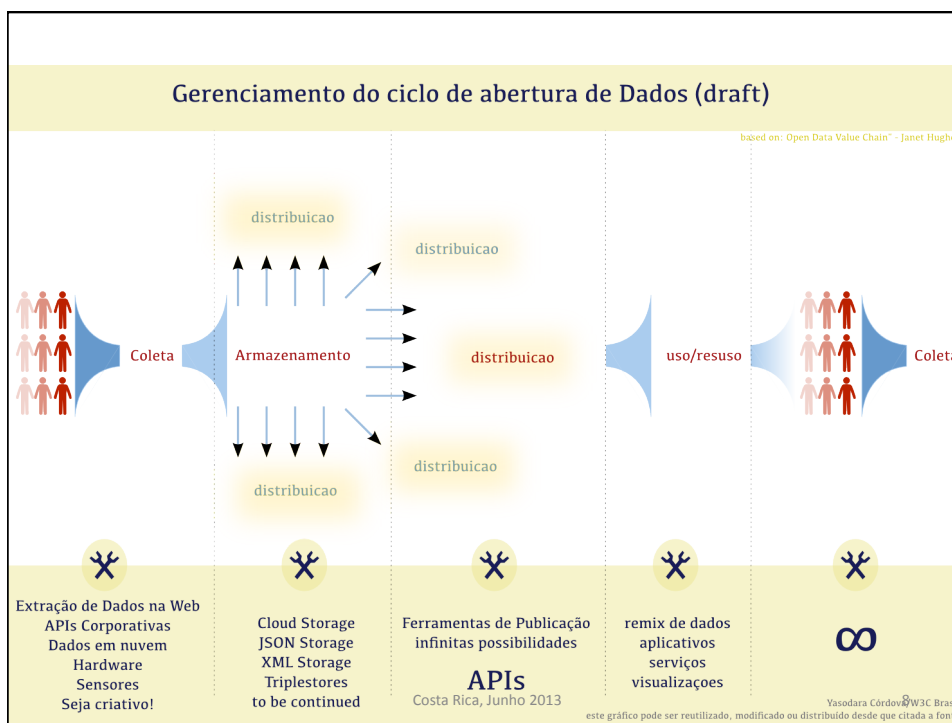 Gerenciamento do ciclo de abertura de Dados (draft)
based on: Open Data Value Chain" - Janet Hughe
distribuicao
distribuicao
Coleta
Armazenamento
distribuicao
uso/resuso
Coleta
distribuicao
distribuicao
Extração de Dados na Web
APIs Corporativas
Dados em nuvem
Hardware
Sensores
Seja criativo!
Cloud Storage
JSON Storage
XML Storage
Triplestores
to be continued
Ferramentas de Publicação
infinitas possibilidades
APIs
remix de dados
aplicativos
serviços
visualizaçoes
∞
Costa Rica, Junho 2013
8
Yasodara Córdova/W3C Bras
este gráfico pode ser reutilizado, modificado ou distribuído desde que citada a font